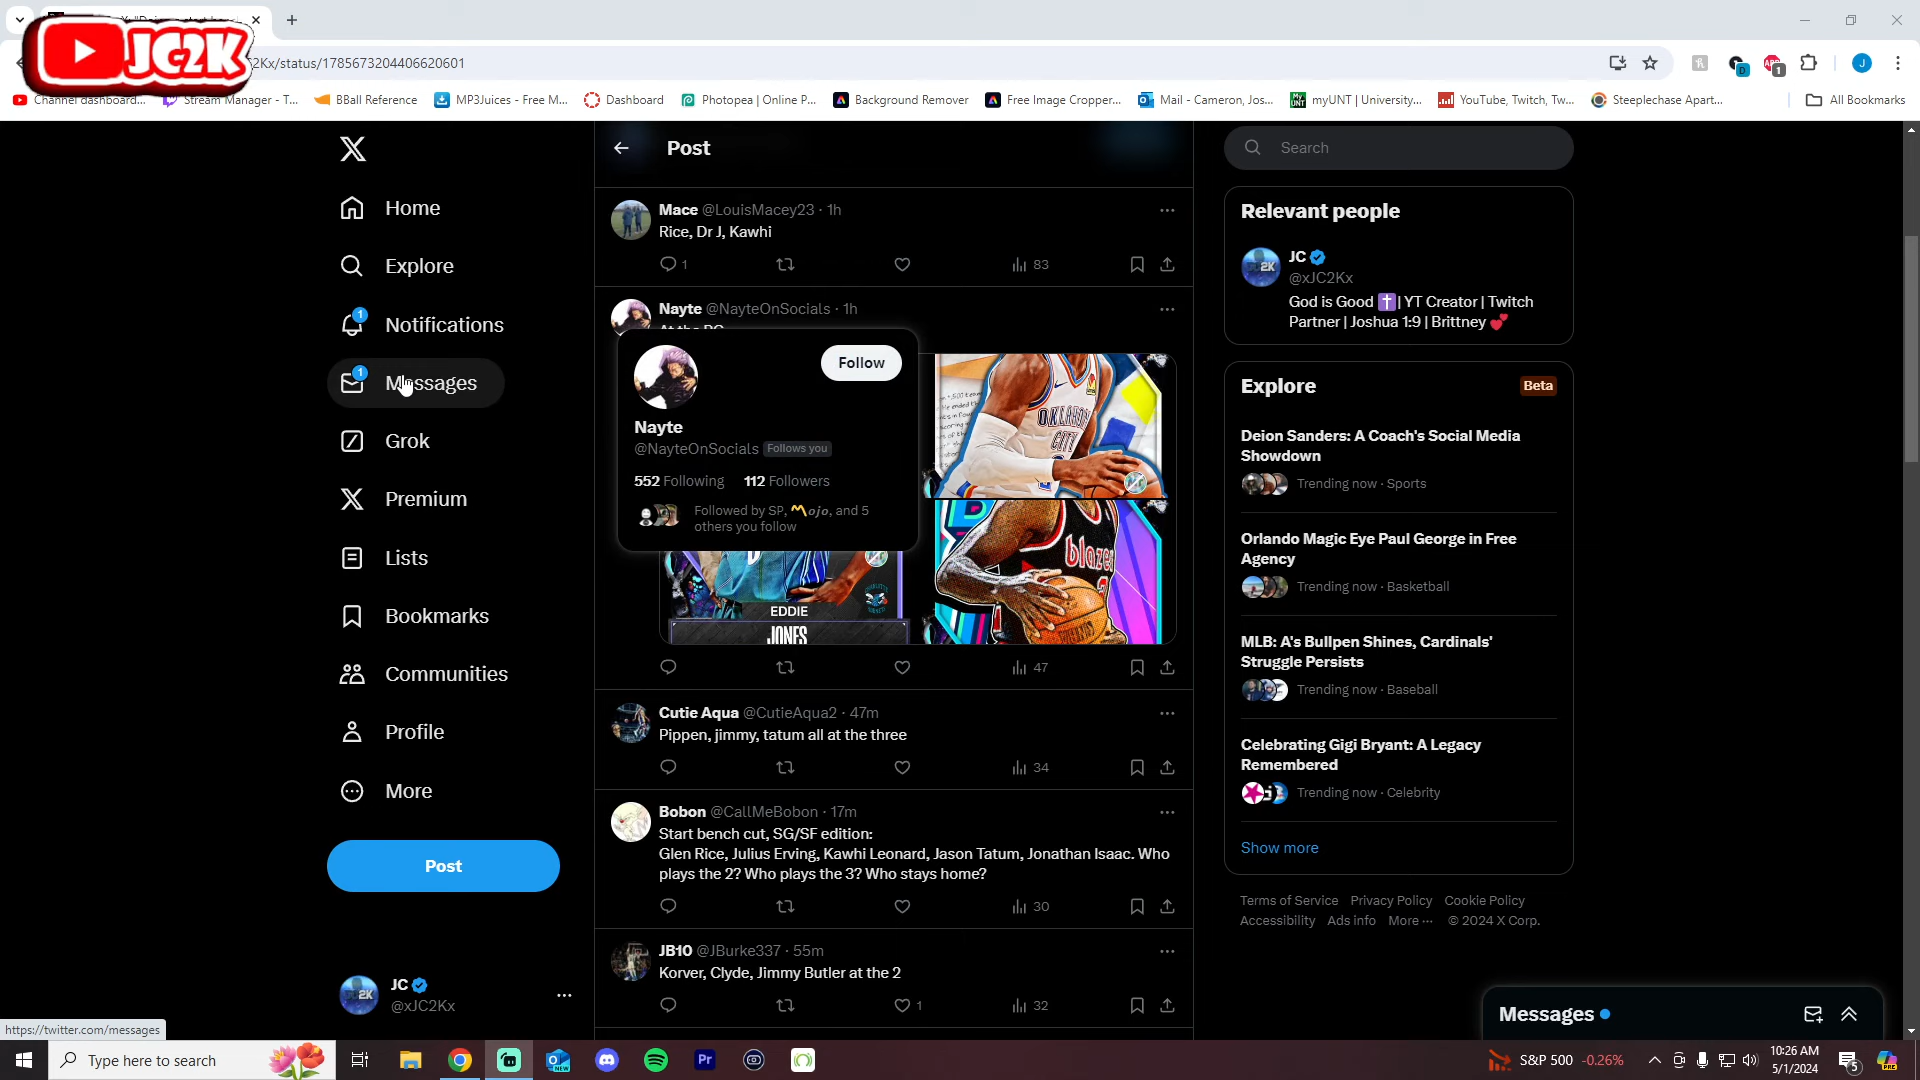 JC2K
2Kx/status/1785673204406620601
Channel dashboard...
Stream Manager - T...
BBall Reference
MP3Juices - Free M...
Dashboard
Photopea | Online P...
Background Remover
Free Image Cropper...
Mail - Cameron, Jos...
myUNT | University...
YouTube, Twitch, Tw...
Steeplechase Apart...
All Bookmarks
Home
Explore
1
Notifications
1
Messages
Grok
Premium
Lists
Bookmarks
Communities
Profile
More
Post
JC
@xJC2Kx
Post
Mace @LouisMacey23 · 1h
Rice, Dr J, Kawhi
1
83
Nayte @NayteOnSocials · 1h
Follow
Nayte
@NayteOnSocials Follows you
552 Following 112 Followers
Followed by SP, Mojo, and 5
others you follow
OKLAHOMA
CITY
blaze
EDDIE
JONES
47
Cutie Aqua @CutieAqua2 · 47m
Pippen, jimmy, tatum all at the three
34
Bobon @CallMeBobon · 17m
Start bench cut, SG/SF edition:
Glen Rice, Julius Erving, Kawhi Leonard, Jason Tatum, Jonathan Isaac. Who
plays the 2? Who plays the 3? Who stays home?
30
JB10 @JBurke337 · 55m
Korver, Clyde, Jimmy Butler at the 2
1
32
Search
Relevant people
JC
@xJC2Kx
God is Good | YT Creator | Twitch
Partner | Joshua 1:9 | Brittney
Explore
Beta
Deion Sanders: A Coach's Social Media
Showdown
Trending now · Sports
Orlando Magic Eye Paul George in Free
Agency
Trending now · Basketball
MLB: A's Bullpen Shines, Cardinals'
Struggle Persists
Trending now · Baseball
Celebrating Gigi Bryant: A Legacy
Remembered
Trending now · Celebrity
Show more
Terms of Service Privacy Policy Cookie Policy
Accessibility Ads info More ··· © 2024 X Corp.
Messages
https://twitter.com/messages
Type here to search
S&P 500 -0.26%
10:26 AM
5/1/2024
5